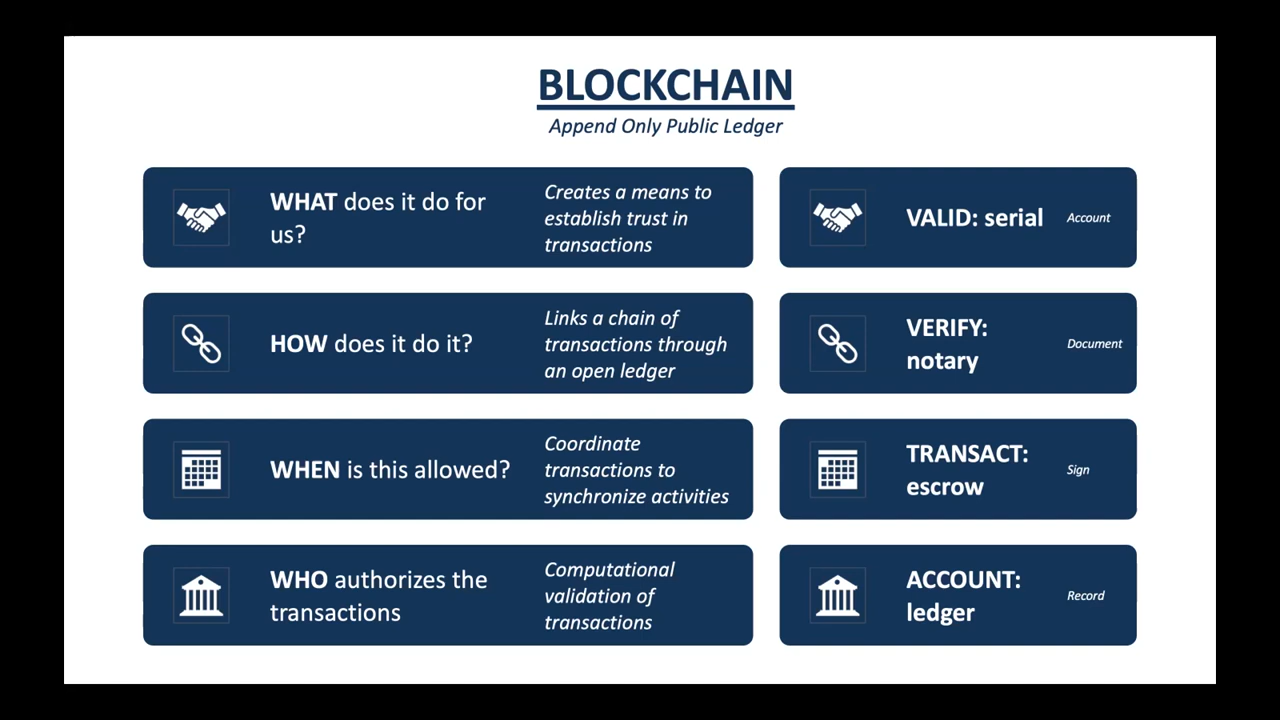 BLOCKCHAIN
Append Only Public Ledger
WHAT does it do for
us?
Creates a means to
establish trust in
transactions
VALID: serial
Account
HOW does it do it?
Links a chain of
transactions through
an open ledger
VERIFY:
notary
Document
WHEN is this allowed?
Coordinate
transactions to
synchronize activities
TRANSACT:
escrow
Sign
WHO authorizes the
transactions
Computational
validation of
transactions
ACCOUNT:
ledger
Record